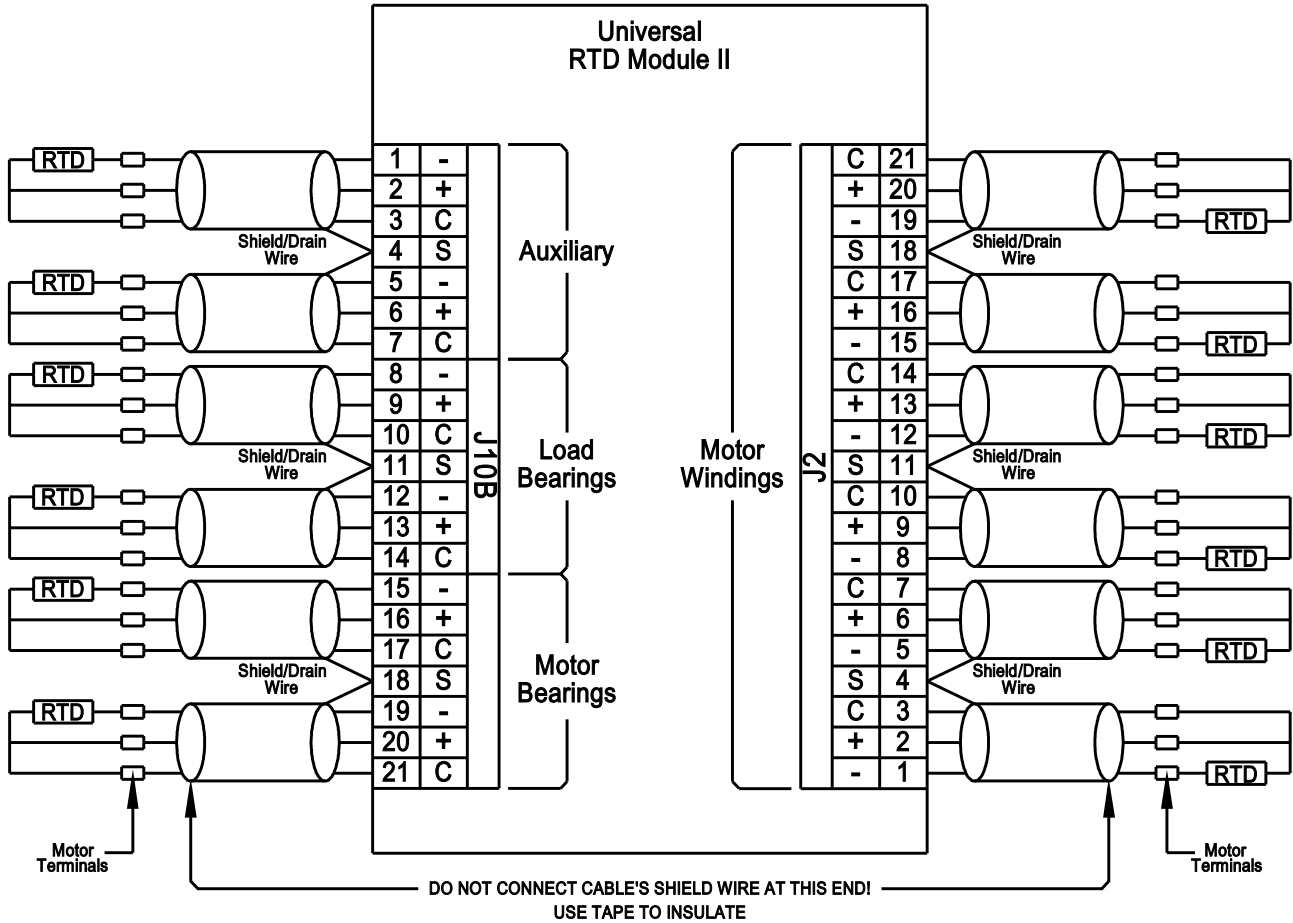 Universal
RTD Module II
RTD 1 - C 21
2 + + 20
3 C - 19 RTD
Shield/Drain
Wire
4 S Auxiliary S 18
Shield/Drain
Wire
RTD 5 - C 17
6 + + 16
7 C - 15 RTD
RTD 8 - C 14
9 + + 13
10 C - 12 RTD
Shield/Drain
Wire
11 S J10B Load
Bearings
Motor
Windings
J2 S 11
Shield/Drain
Wire
RTD 12 - C 10
13 + + 9
14 C - 8 RTD
RTD 15 - C 7
16 + + 6
17 C - 5 RTD
Shield/Drain
Wire
18 S Motor
Bearings
S 4
Shield/Drain
Wire
RTD 19 - C 3
20 + + 2
21 C - 1 RTD
Motor
Terminals
Motor
Terminals
DO NOT CONNECT CABLE'S SHIELD WIRE AT THIS END!
USE TAPE TO INSULATE